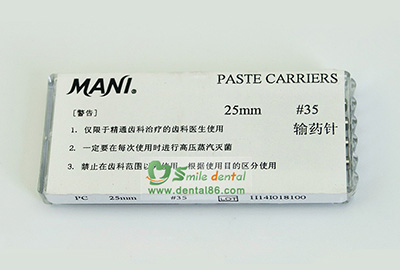 MANI® PASTE CARRIERS
25mm #35
[警告] 输药针
1. 仅限于精通齿科治疗的齿科医生使用
2. 一定要在每次使用时进行高压蒸汽灭菌
3. 禁止在齿科范围以 使用 根据使用目的区分使用
Smile dental
www.dental86.com
PC 25mm #35 LOT 1114I018100